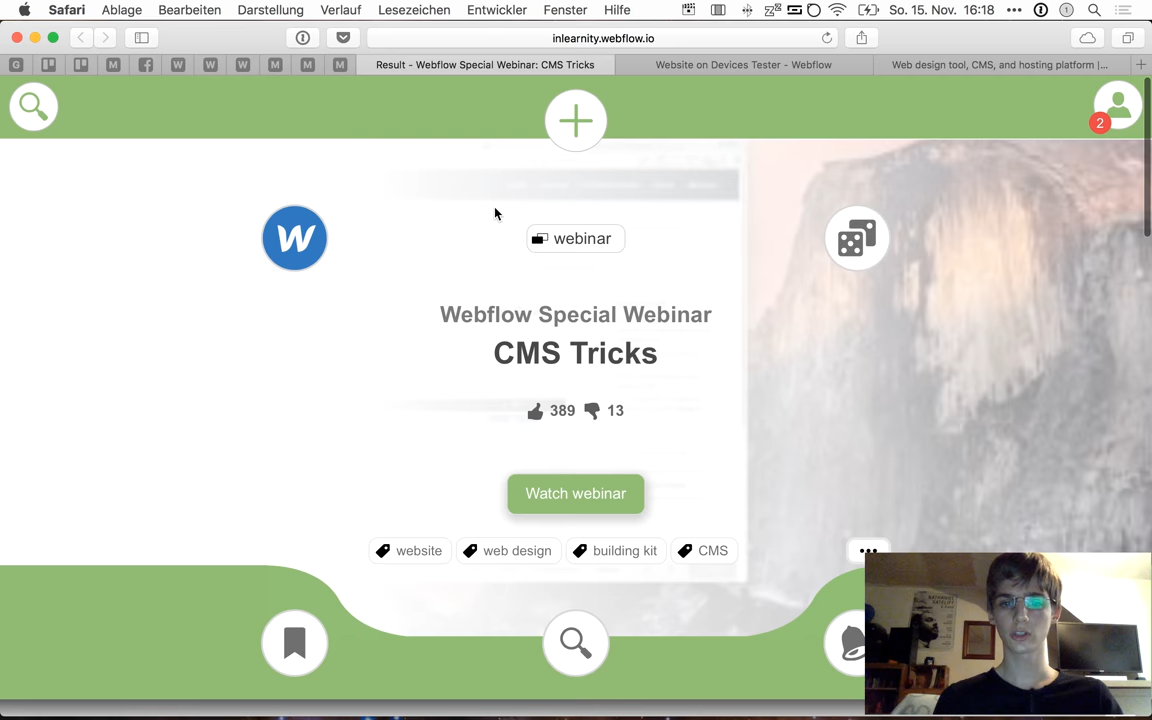 Safari Ablage Bearbeiten Darstellung Verlauf Lesezeichen Entwickler Fenster Hilfe So. 15. Nov. 16:18
inlearnity.webflow.io
G M f W W W M M M Result - Webflow Special Webinar: CMS Tricks Website on Devices Tester - Webflow Web design tool, CMS, and hosting platform |...
2
W
webinar
Webflow Special Webinar
CMS Tricks
389 13
Watch webinar
website web design building kit CMS